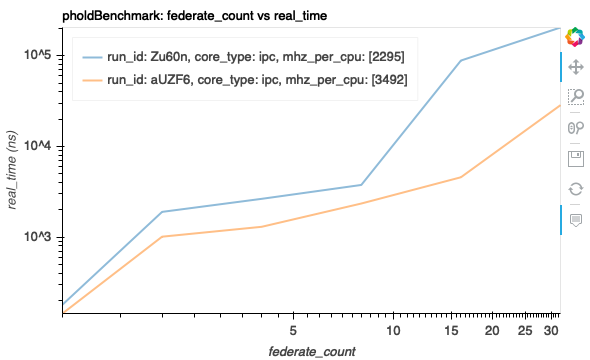 pholdBenchmark: federate_count vs real_time
run_id: Zu60n, core_type: ipc, mhz_per_cpu: [2295]
run_id: aUZF6, core_type: ipc, mhz_per_cpu: [3492]
real_time (ns)
10^5
10^4
10^3
5 10 15 20 25 30
federate_count